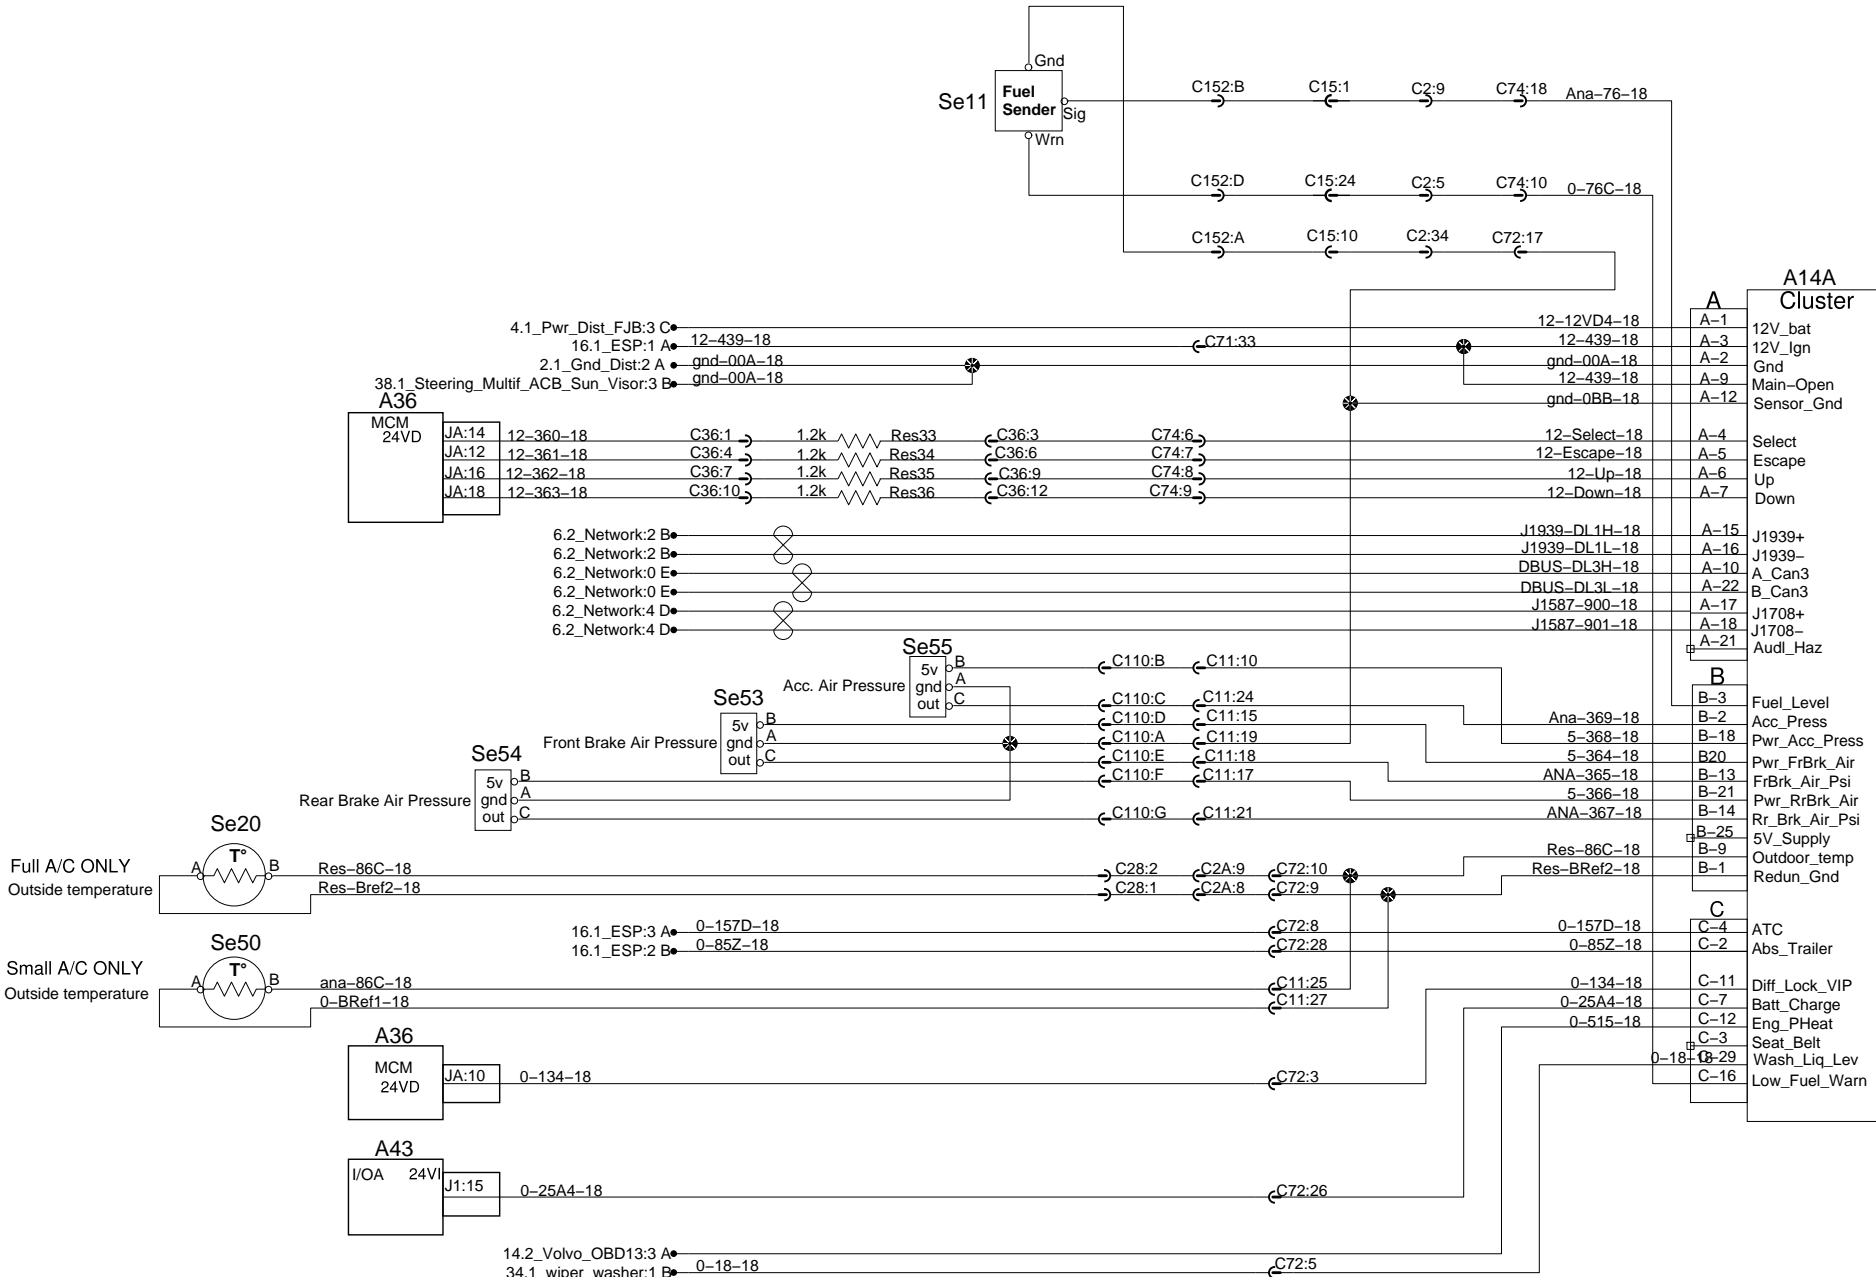 Gnd
Se11
Fuel
Sender
Sig
Wrn
C152:B
C15:1
C2:9
C74:18
Ana–76–18
C152:D
C15:24
C2:5
C74:10
0–76C–18
C152:A
C15:10
C2:34
C72:17
A14A
Cluster
A
4.1_Pwr_Dist_FJB:3 C
12–12VD4–18
A–1
12V_bat
16.1_ESP:1 A
12–439–18
C71:33
12–439–18
A–3
12V_Ign
2.1_Gnd_Dist:2 A
gnd–00A–18
gnd–00A–18
A–2
Gnd
38.1_Steering_Multif_ACB_Sun_Visor:3 B
gnd–00A–18
12–439–18
A–9
Main–Open
gnd–0BB–18
A–12
Sensor_Gnd
A36
MCM
24VD
JA:14
12–360–18
C36:1
1.2k
Res33
C36:3
C74:6
12–Select–18
A–4
Select
JA:12
12–361–18
C36:4
1.2k
Res34
C36:6
C74:7
12–Escape–18
A–5
Escape
JA:16
12–362–18
C36:7
1.2k
Res35
C36:9
C74:8
12–Up–18
A–6
Up
JA:18
12–363–18
C36:10
1.2k
Res36
C36:12
C74:9
12–Down–18
A–7
Down
6.2_Network:2 B
J1939–DL1H–18
A–15
J1939+
6.2_Network:2 B
J1939–DL1L–18
A–16
J1939–
6.2_Network:0 E
DBUS–DL3H–18
A–10
A_Can3
6.2_Network:0 E
DBUS–DL3L–18
A–22
B_Can3
6.2_Network:4 D
J1587–900–18
A–17
J1708+
6.2_Network:4 D
J1587–901–18
A–18
J1708–
A–21
Audl_Haz
Se55
Acc. Air Pressure
5v
gnd
out
B
A
C
C110:B
C11:10
C110:C
C11:24
Se53
Front Brake Air Pressure
5v
gnd
out
B
A
C
C110:D
C11:15
C110:A
C11:19
C110:E
C11:18
Se54
Rear Brake Air Pressure
5v
gnd
out
B
A
C
C110:F
C11:17
C110:G
C11:21
B
B–3
Fuel_Level
Ana–369–18
B–2
Acc_Press
5–368–18
B–18
Pwr_Acc_Press
5–364–18
B20
Pwr_FrBrk_Air
ANA–365–18
B–13
FrBrk_Air_Psi
5–366–18
B–21
Pwr_RrBrk_Air
ANA–367–18
B–14
Rr_Brk_Air_Psi
B–25
5V_Supply
Res–86C–18
B–9
Outdoor_temp
Res–BRef2–18
B–1
Redun_Gnd
Se20
Full A/C ONLY
Outside temperature
A
T°
B
Res–86C–18
C28:2
C2A:9
C72:10
Res–Bref2–18
C28:1
C2A:8
C72:9
C
16.1_ESP:3 A
0–157D–18
C72:8
0–157D–18
C–4
ATC
16.1_ESP:2 B
0–85Z–18
C72:28
0–85Z–18
C–2
Abs_Trailer
Se50
Small A/C ONLY
Outside temperature
A
T°
B
ana–86C–18
C11:25
0–BRef1–18
C11:27
0–134–18
C–11
Diff_Lock_VIP
0–25A4–18
C–7
Batt_Charge
0–515–18
C–12
Eng_PHeat
C–3
Seat_Belt
0–18–18
C–29
Wash_Liq_Lev
C–16
Low_Fuel_Warn
A36
MCM
24VD
JA:10
0–134–18
C72:3
A43
I/OA
24VI
J1:15
0–25A4–18
C72:26
14.2_Volvo_OBD13:3 A
34.1_wiper_washer:1 B
0–18–18
C72:5